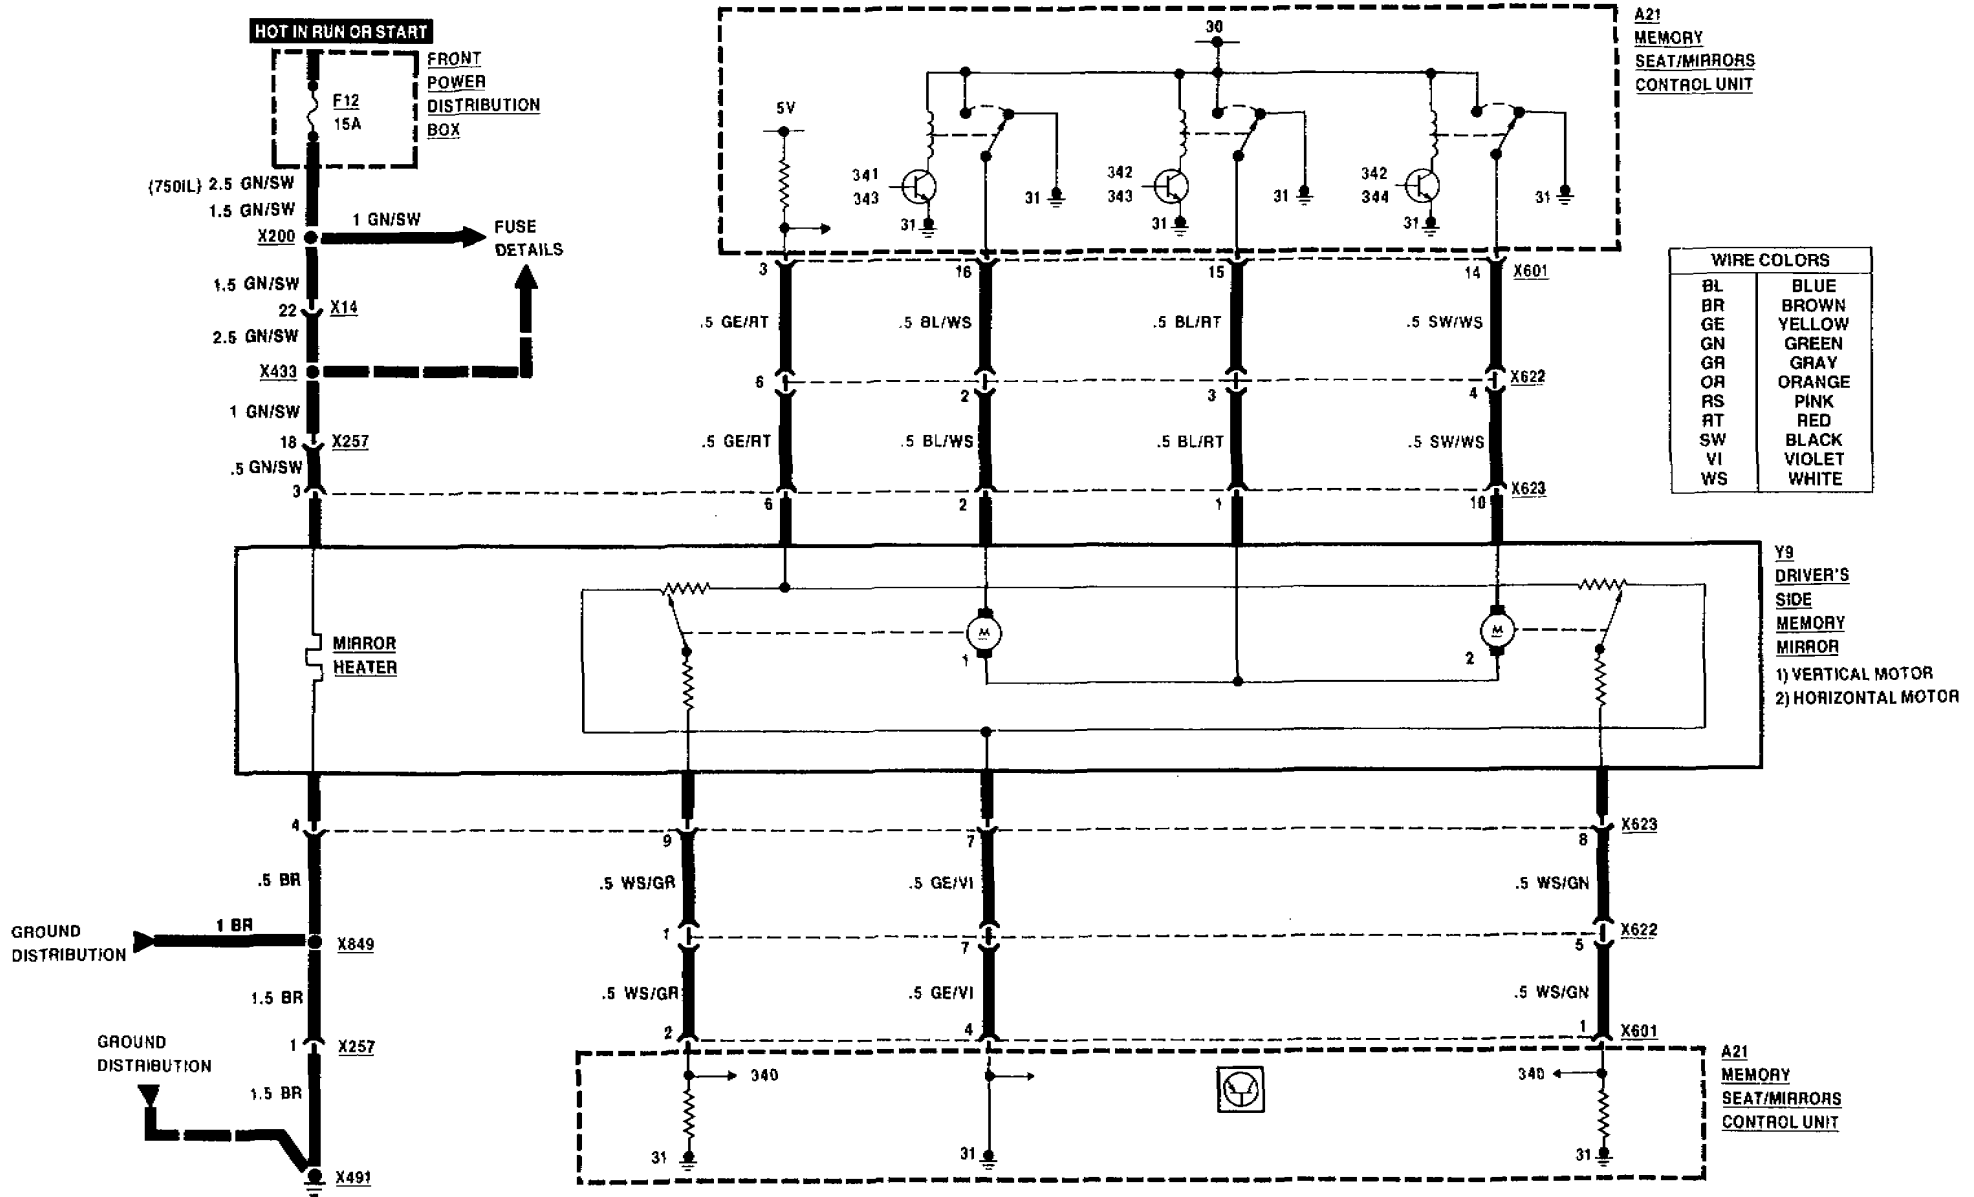 HOT IN RUN OR START
FRONT
POWER
DISTRIBUTION
BOX
F12
15A
(750IL) 2.5 GN/SW
1.5 GN/SW
1 GN/SW
X200
FUSE
DETAILS
1.5 GN/SW
22 X14
2.5 GN/SW
X433
1 GN/SW
18 X257
.5 GN/SW
3
A21
MEMORY
SEAT/MIRRORS
CONTROL UNIT
30
5V
341
343
31
31
342
343
31
31
342
344
31
31
3 16 15 14 X601
.5 GE/RT .5 BL/WS .5 BL/RT .5 SW/WS
6 2 3 4 X622
.5 GE/RT .5 BL/WS .5 BL/RT .5 SW/WS
6 2 1 10 X623
WIRE COLORS
BL BLUE
BR BROWN
GE YELLOW
GN GREEN
GR GRAY
OR ORANGE
RS PINK
RT RED
SW BLACK
VI VIOLET
WS WHITE
MIRROR
HEATER
M
1
M
2
Y9
DRIVER'S
SIDE
MEMORY
MIRROR
1) VERTICAL MOTOR
2) HORIZONTAL MOTOR
4 9 7 8 X623
.5 BR .5 WS/GR .5 GE/VI .5 WS/GN
GROUND
DISTRIBUTION
1 BR
X849
1 7 5 X622
1.5 BR .5 WS/GR .5 GE/VI .5 WS/GN
1 X257
2 4 1 X601
GROUND
DISTRIBUTION
1.5 BR
X491
340
340
31
31
31
A21
MEMORY
SEAT/MIRRORS
CONTROL UNIT